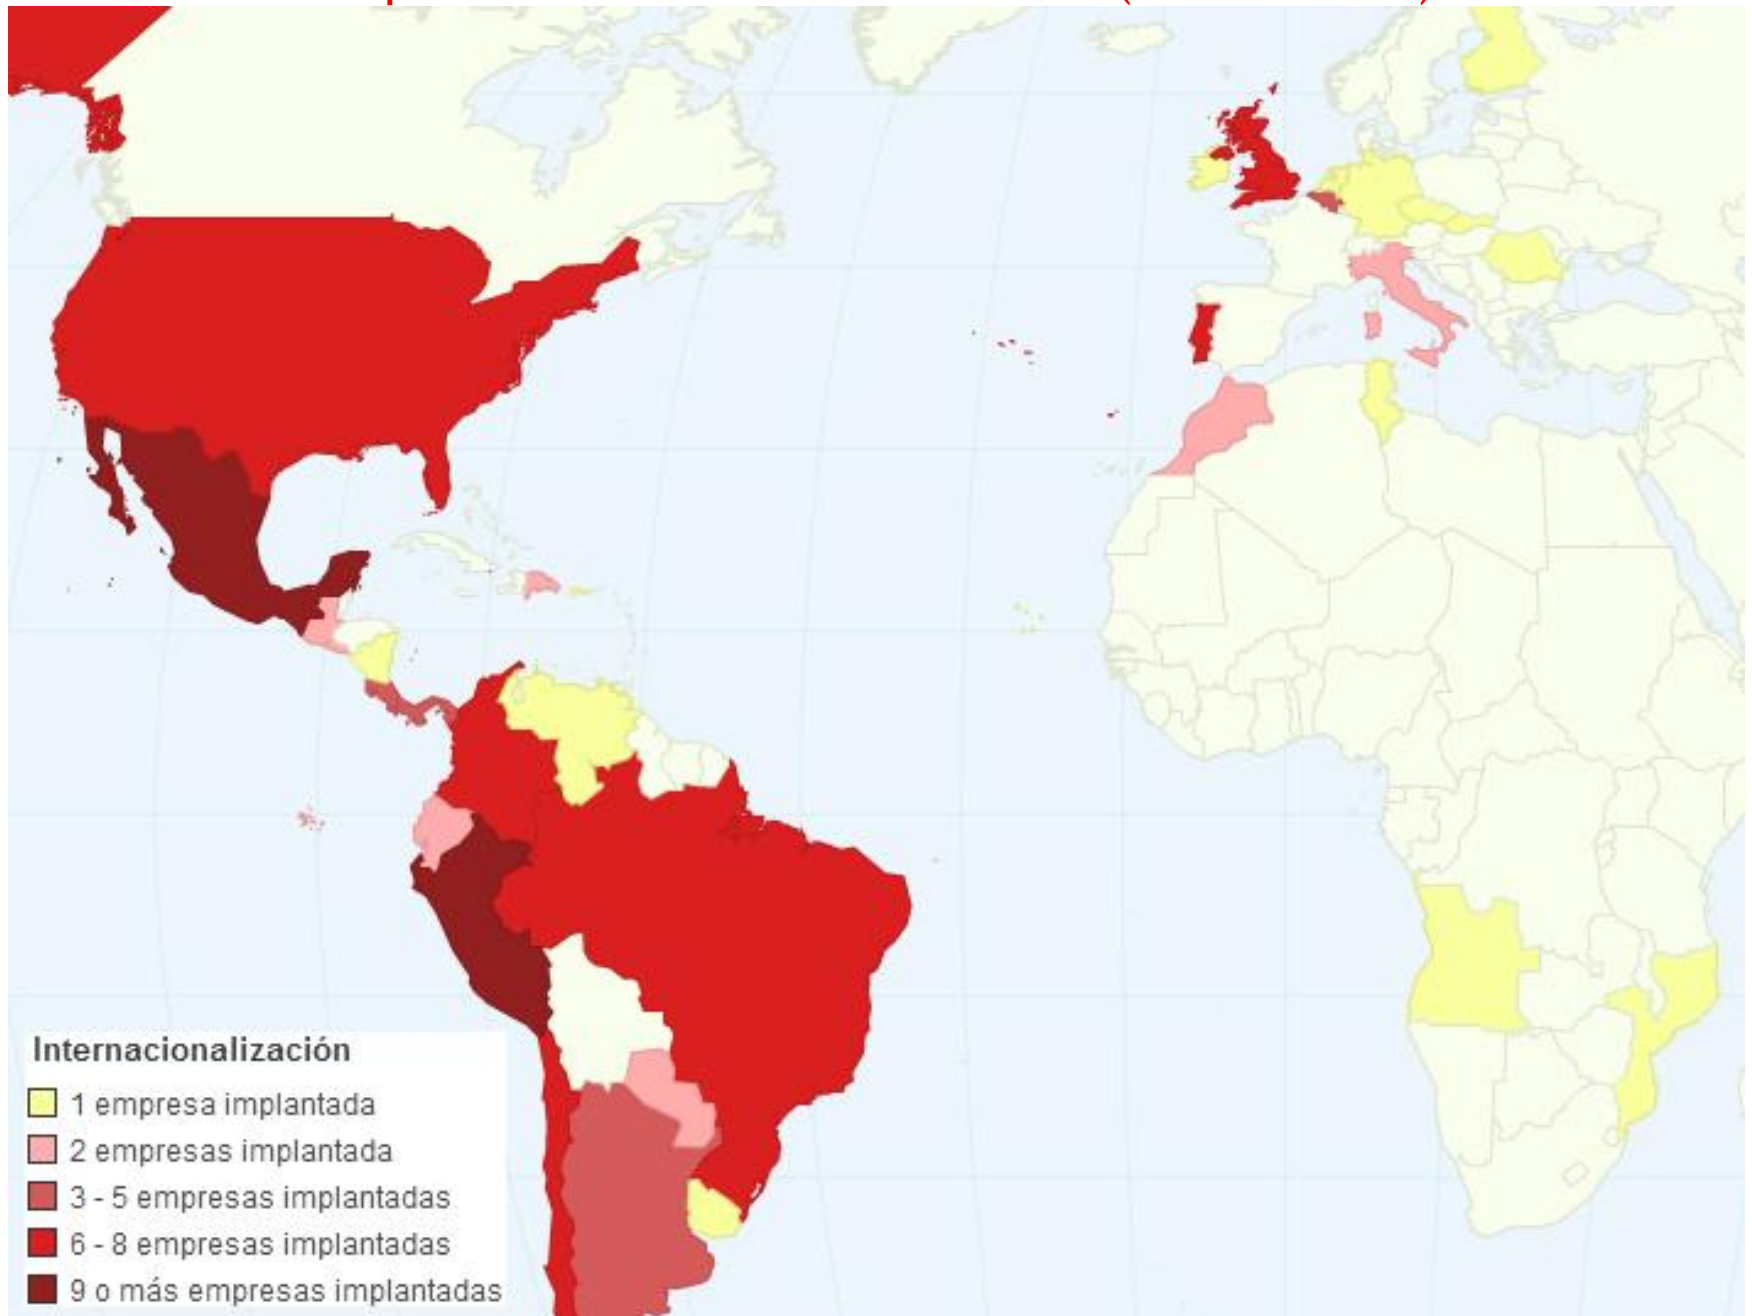 Internacionalización
1 empresa implantada
2 empresas implantada
3 - 5 empresas implantadas
6 - 8 empresas implantadas
9 o más empresas implantadas